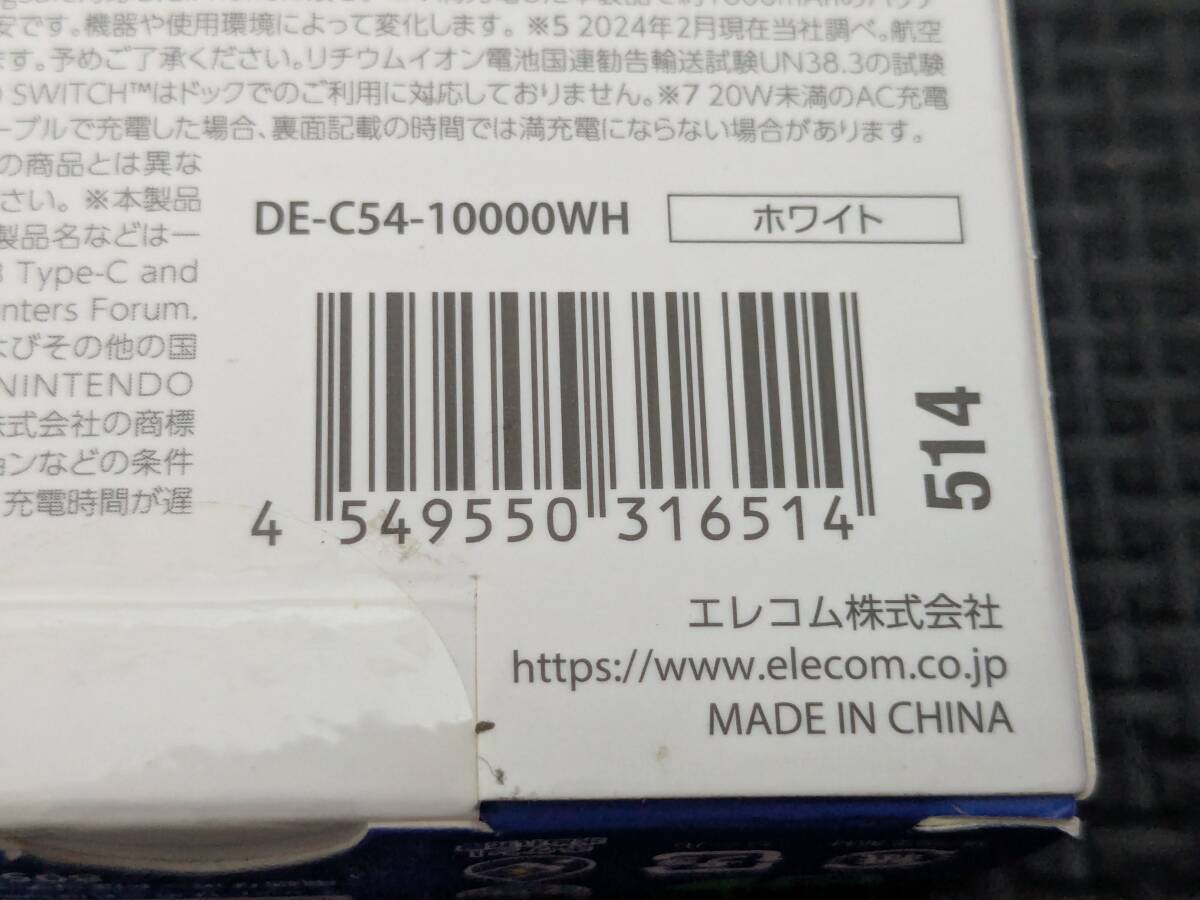 安です。機器や使用環境によって変化します。 ※5 2024年2月現在当社調べ。航空
ます。予めご了承ください。リチウムイオン電池国連勧告輸送試験UN38.3の試験
SWITCH™はドックでのご利用に対応しておりません。※7 20W未満のAC充電
ーブルで充電した場合、裏面記載の時間では満充電にならない場合があります。
の商品とは異な
さい。※本製品
製品名などは一
Type-C and
nters Forum.
よびその他の国
NINTENDO
株式会社の商標
ョンなどの条件
充電時間が遅
DE-C54-10000WH ホワイト
4 549550 316514
514
エレコム株式会社
https://www.elecom.co.jp
MADE IN CHINA